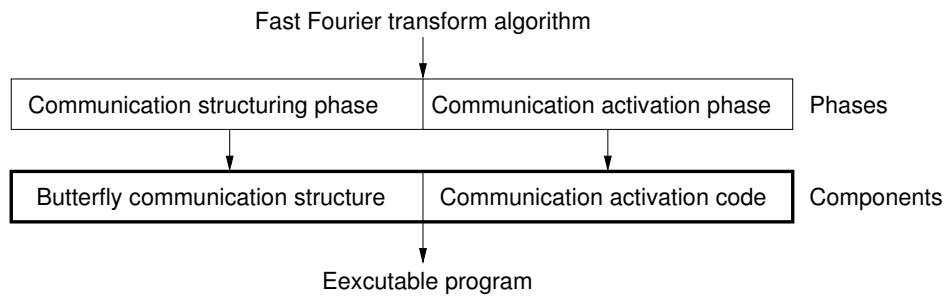 Fast Fourier transform algorithm
Communication structuring phase Communication activation phase Phases
Butterfly communication structure Communication activation code Components
Eexcutable program